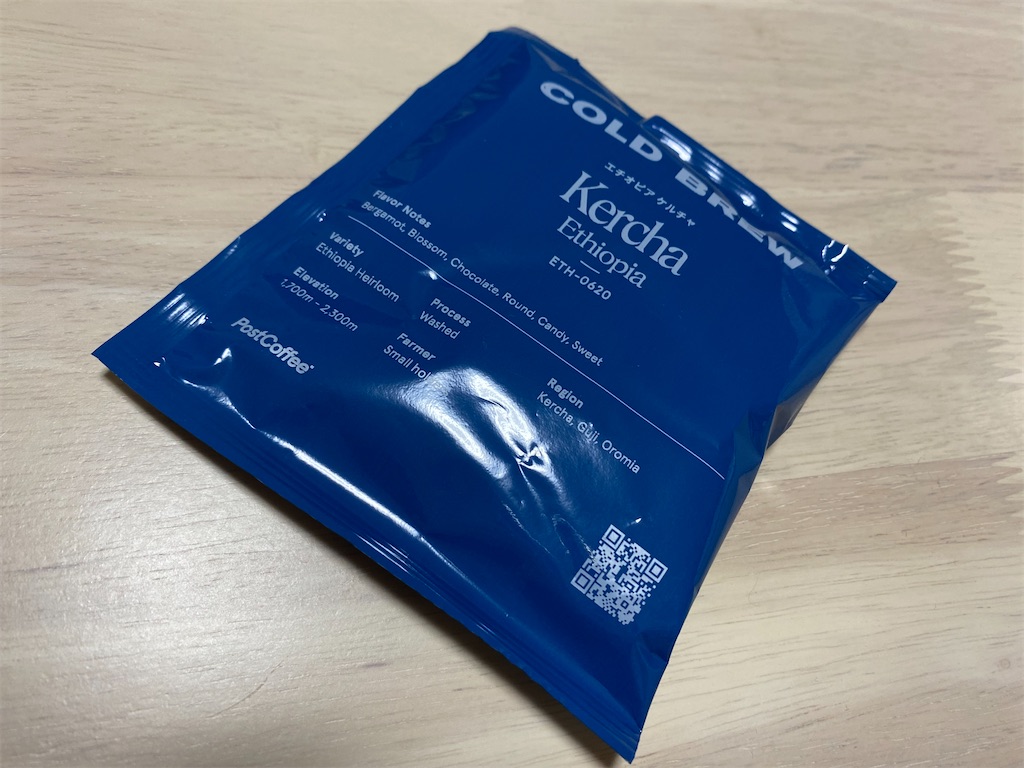 COLD BREW
エチオピア ケルチャ
Kercha
Ethiopia
ETH-0620
Flavor Notes
Bergamot, Blossom, Chocolate, Round, Candy, Sweet
Variety
Ethiopia Heirloom
Process
Washed
Region
Kercha, Guji, Oromia
Elevation
1,700m - 2,300m
Farmer
Small
PostCoffee